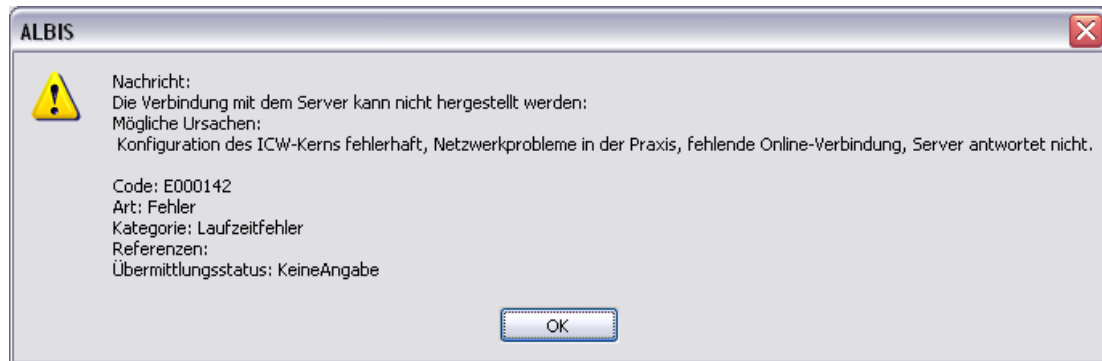 ALBIS
Nachricht:
Die Verbindung mit dem Server kann nicht hergestellt werden:
Mögliche Ursachen:
Konfiguration des ICW-Kerns fehlerhaft, Netzwerkprobleme in der Praxis, fehlende Online-Verbindung, Server antwortet nicht.
Code: E000142
Art: Fehler
Kategorie: Laufzeitfehler
Referenzen:
Übermittlungsstatus: KeineAngabe
OK